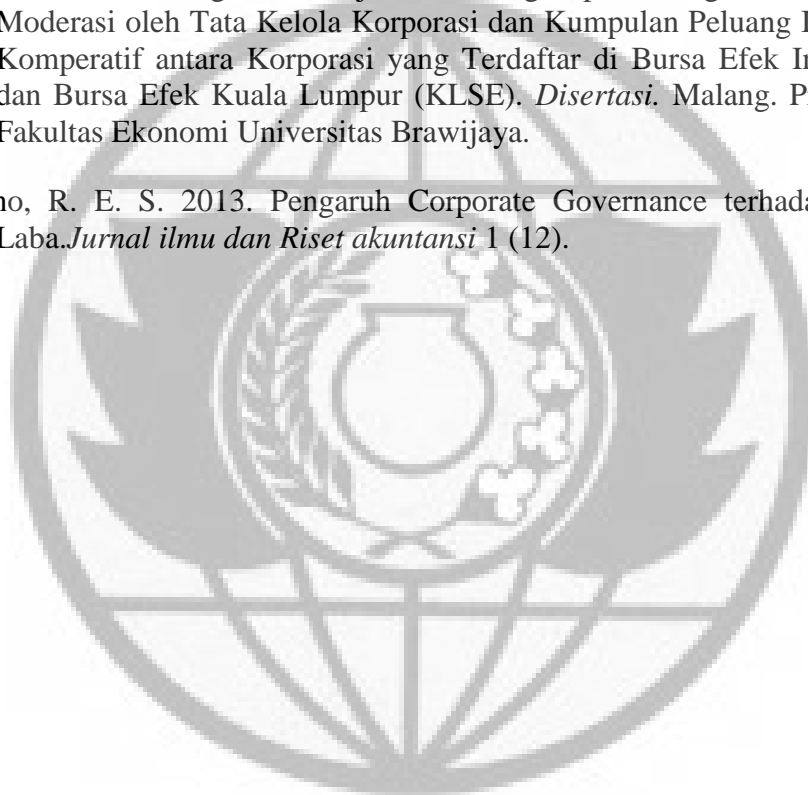 Moderasi oleh Tata Kelola Korporasi dan Kumpulan Peluang
Komperatif antara Korporasi yang Terdaftar di Bursa Efek
dan Bursa Efek Kuala Lumpur (KLSE). Disertasi. Malang.
Fakultas Ekonomi Universitas Brawijaya.
no, R. E. S. 2013. Pengaruh Corporate Governance
Laba.Jurnal ilmu dan Riset akuntansi 1 (12).